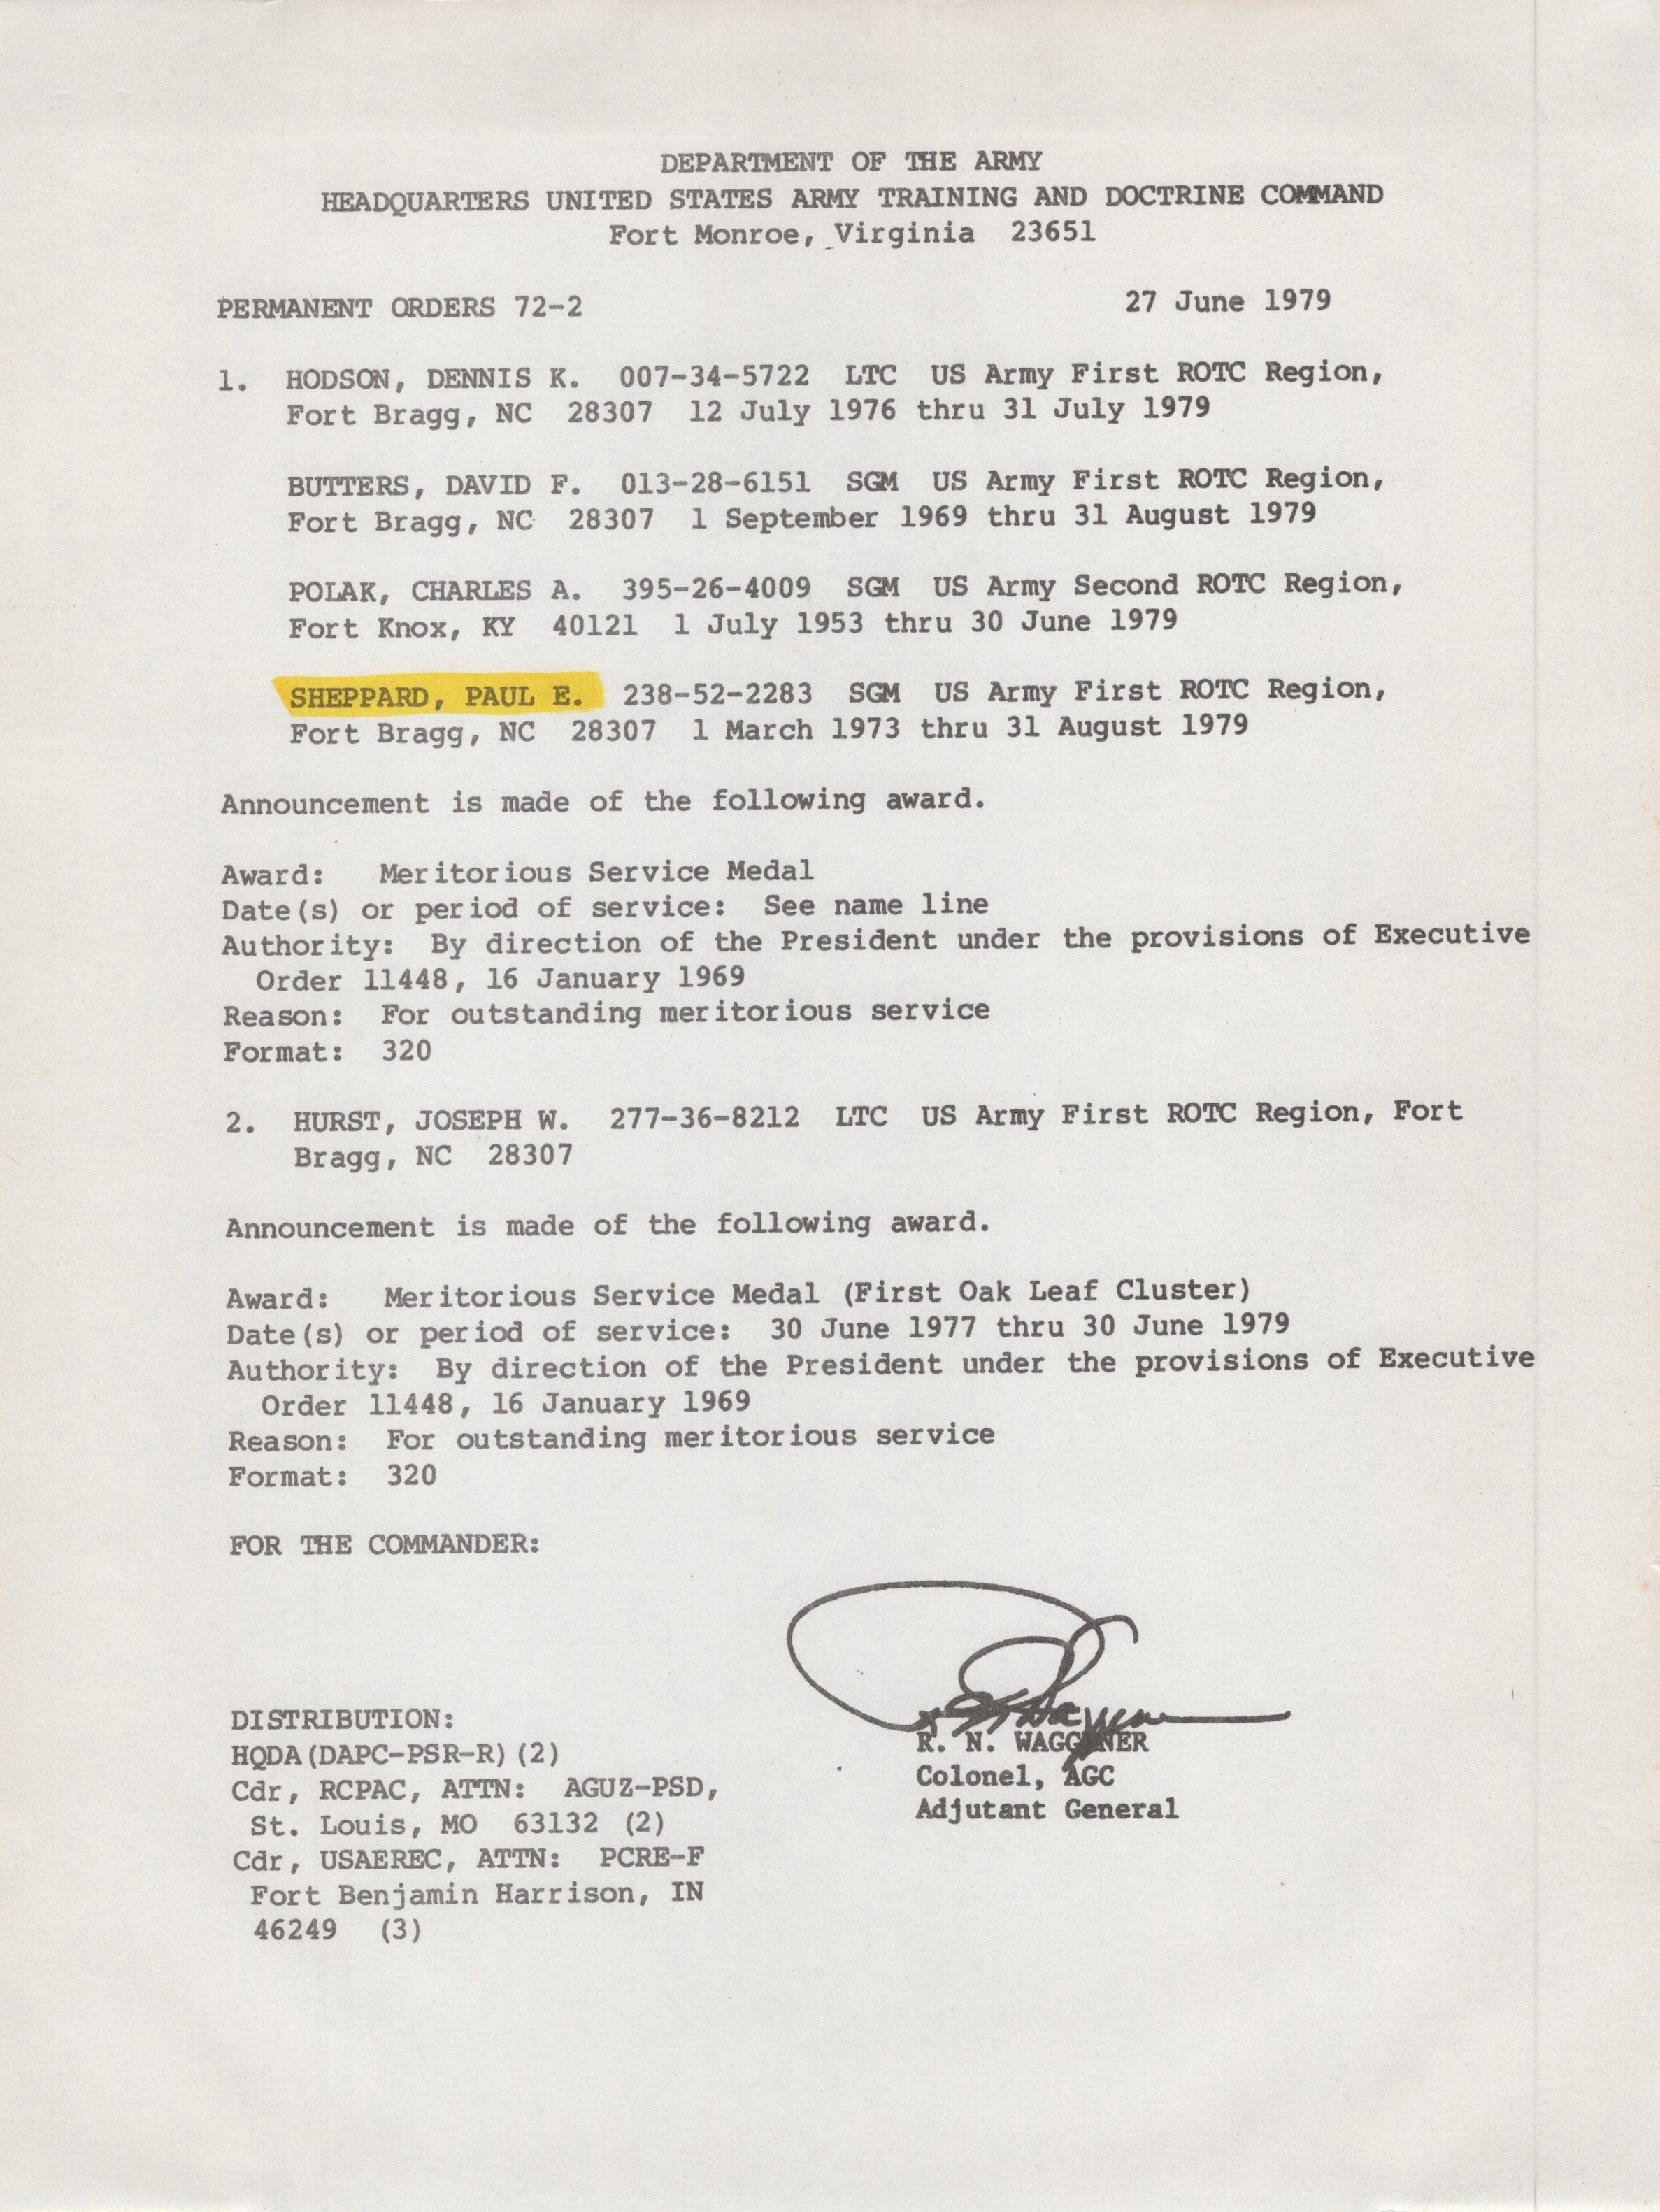 DEPARTMENT OF THE ARMY
HEADQUARTERS UNITED STATES ARMY TRAINING AND DOCTRINE COMMAND
Fort Monroe, Virginia 23651
PERMANENT ORDERS 72-2 27 June 1979
1. HODSON, DENNIS K. 007-34-5722 LTC US Army First ROTC Region,
Fort Bragg, NC 28307 12 July 1976 thru 31 July 1979
BUTTERS, DAVID F. 013-28-6151 SGM US Army First ROTC Region,
Fort Bragg, NC 28307 1 September 1969 thru 31 August 1979
POLAK, CHARLES A. 395-26-4009 SGM US Army Second ROTC Region,
Fort Knox, KY 40121 1 July 1953 thru 30 June 1979
SHEPPARD, PAUL E. 238-52-2283 SGM US Army First ROTC Region,
Fort Bragg, NC 28307 1 March 1973 thru 31 August 1979
Announcement is made of the following award.
Award: Meritorious Service Medal
Date(s) or period of service: See name line
Authority: By direction of the President under the provisions of Executive
Order 11448, 16 January 1969
Reason: For outstanding meritorious service
Format: 320
2. HURST, JOSEPH W. 277-36-8212 LTC US Army First ROTC Region, Fort
Bragg, NC 28307
Announcement is made of the following award.
Award: Meritorious Service Medal (First Oak Leaf Cluster)
Date(s) or period of service: 30 June 1977 thru 30 June 1979
Authority: By direction of the President under the provisions of Executive
Order 11448, 16 January 1969
Reason: For outstanding meritorious service
Format: 320
FOR THE COMMANDER:
R. N. WAGGENER
Colonel, AGC
Adjutant General
DISTRIBUTION:
HQDA(DAPC-PSR-R)(2)
Cdr, RCPAC, ATTN: AGUZ-PSD,
St. Louis, MO 63132 (2)
Cdr, USAEREC, ATTN: PCRE-F
Fort Benjamin Harrison, IN
46249 (3)